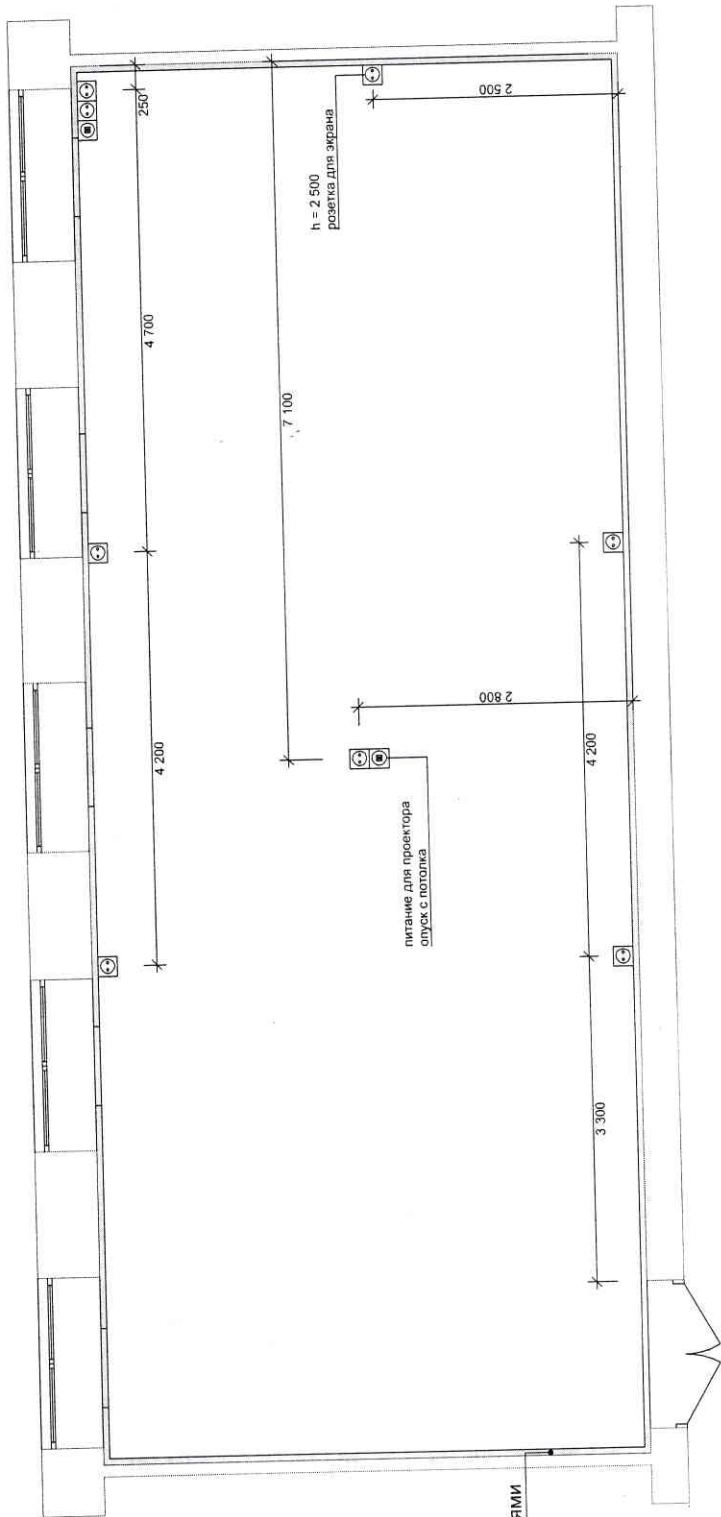 250
4 700
7 100
h = 2 500
розетка для экрана
2 500
4 200
питание для проектора
опуск с потолка
2 800
4 200
3 300
ЯМИ